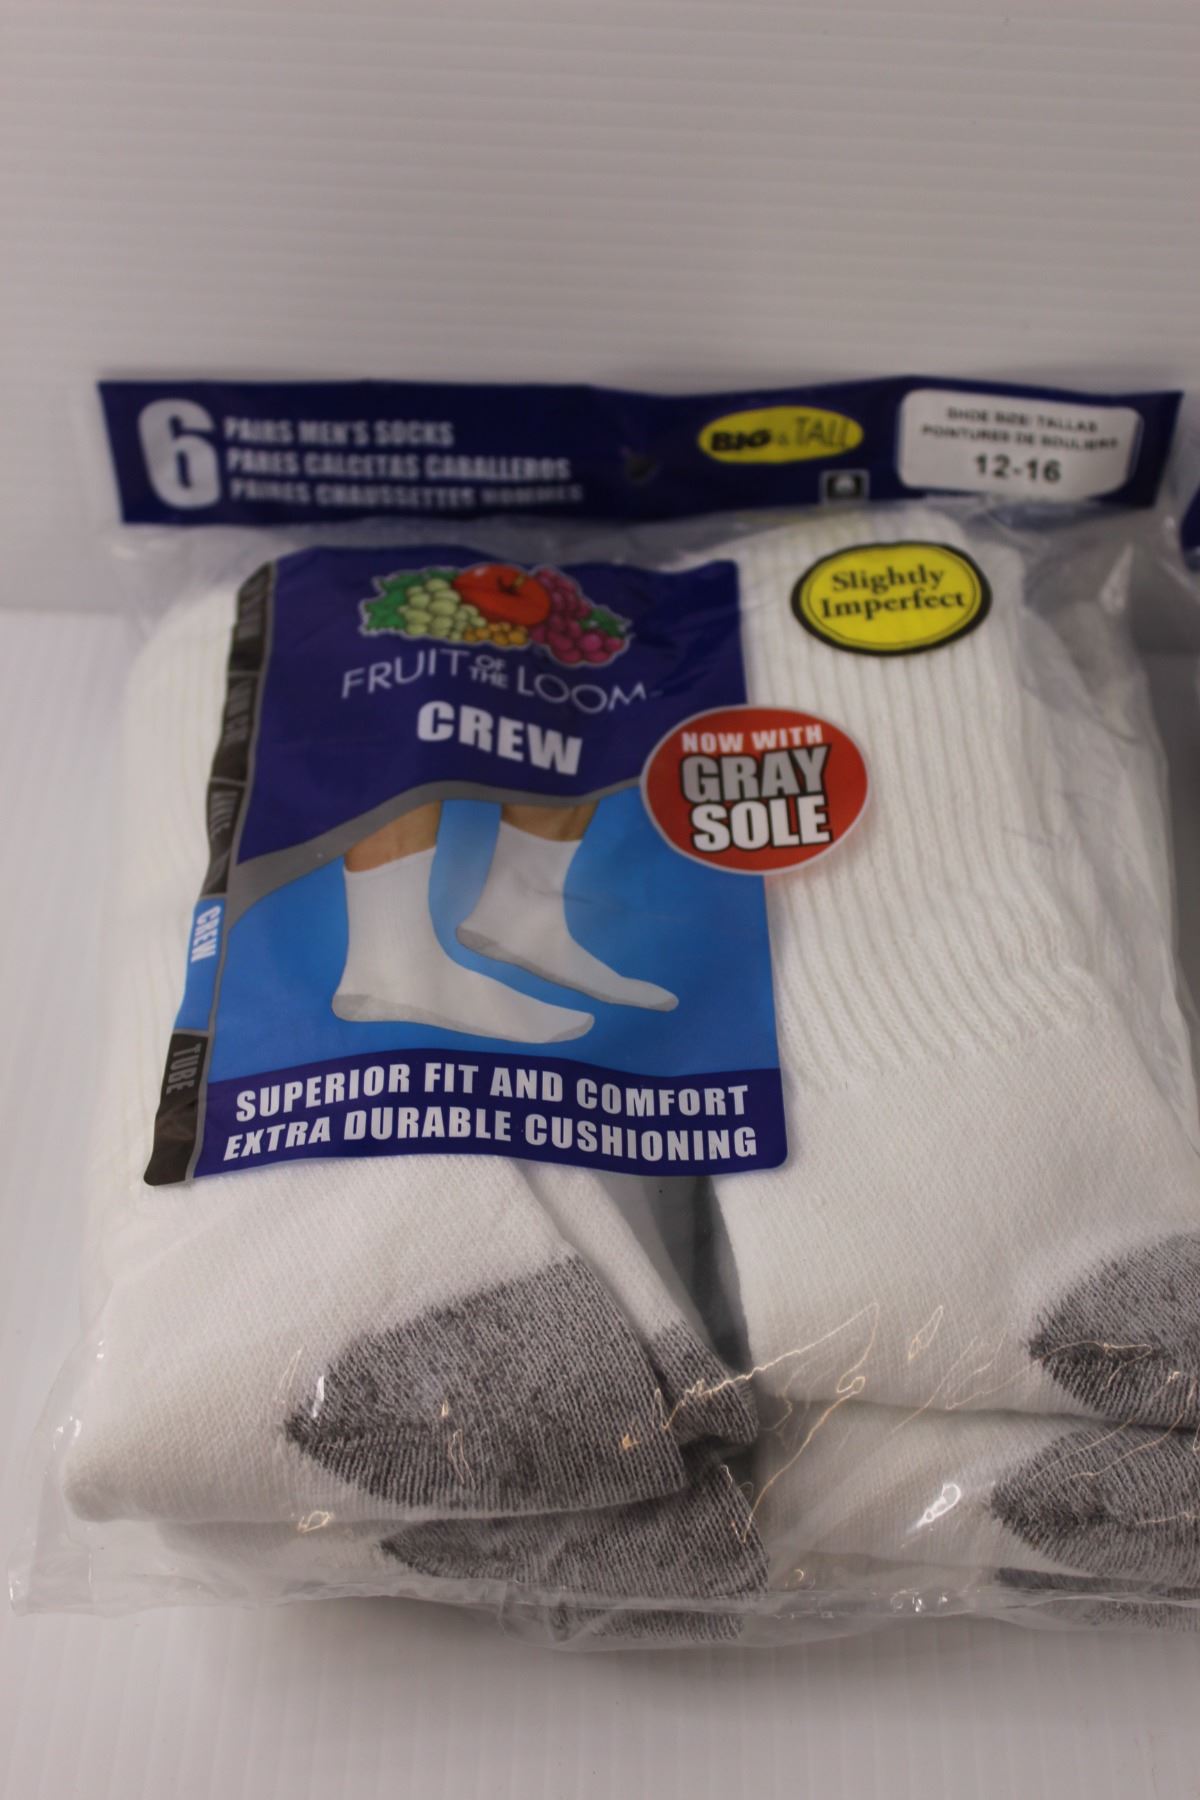 6
PAIRS MEN'S SOCKS
PARES CALCETAS CABALLEROS
PAIRES CHAUSSETTES HOMMES
BIG & TALL
SHOE SIZE/ TALLAS
POINTURES DE SOULIERS
12-16
Slightly
Imperfect
FRUIT OF THE LOOM
CREW
NOW WITH
GRAY
SOLE
ANKLE
CREW
TUBE
SUPERIOR FIT AND COMFORT
EXTRA DURABLE CUSHIONING